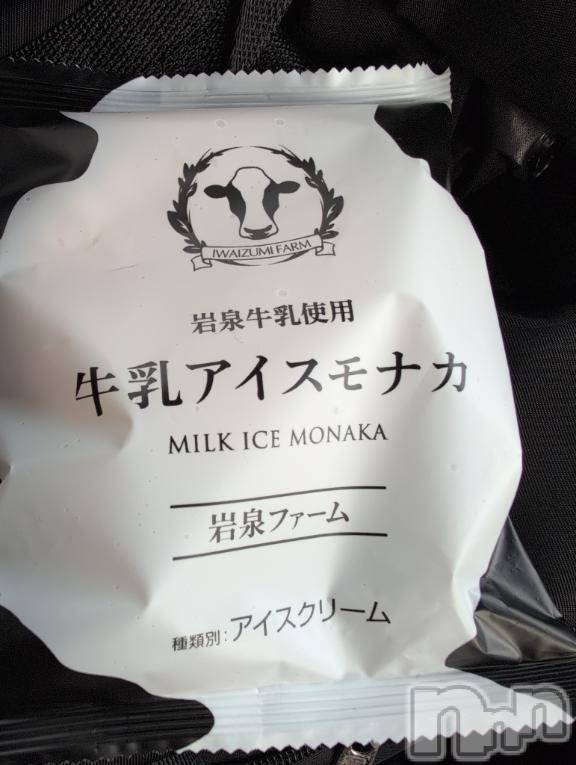 IWAIZUMI FARM
岩泉牛乳使用
牛乳アイスモナカ
MILK ICE MONAKA
岩泉ファーム
種類別:アイスクリーム